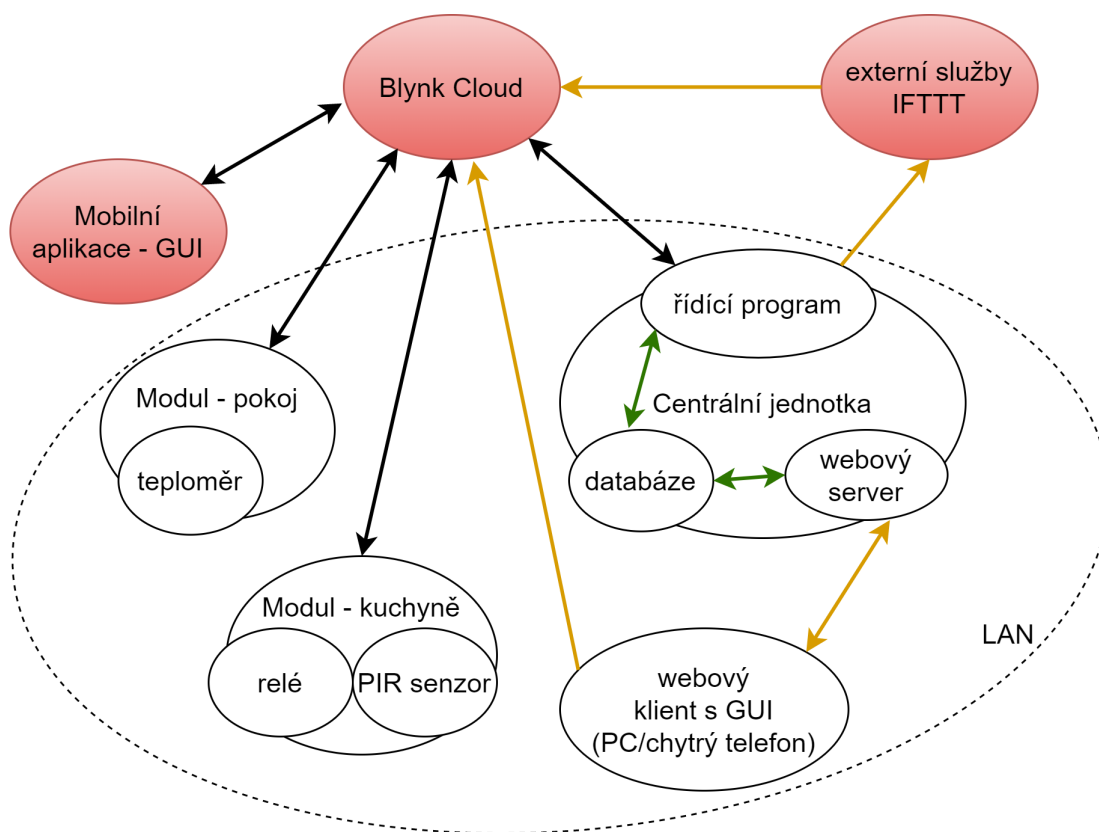 Blynk Cloud
externí služby
IFTTT
Mobilní
aplikace - GUI
řídící program
Modul - pokoj
teploměr
Centrální jednotka
databáze
webový
server
Modul - kuchyně
relé
PIR senzor
LAN
webový
klient s GUI
(PC/chytrý telefon)